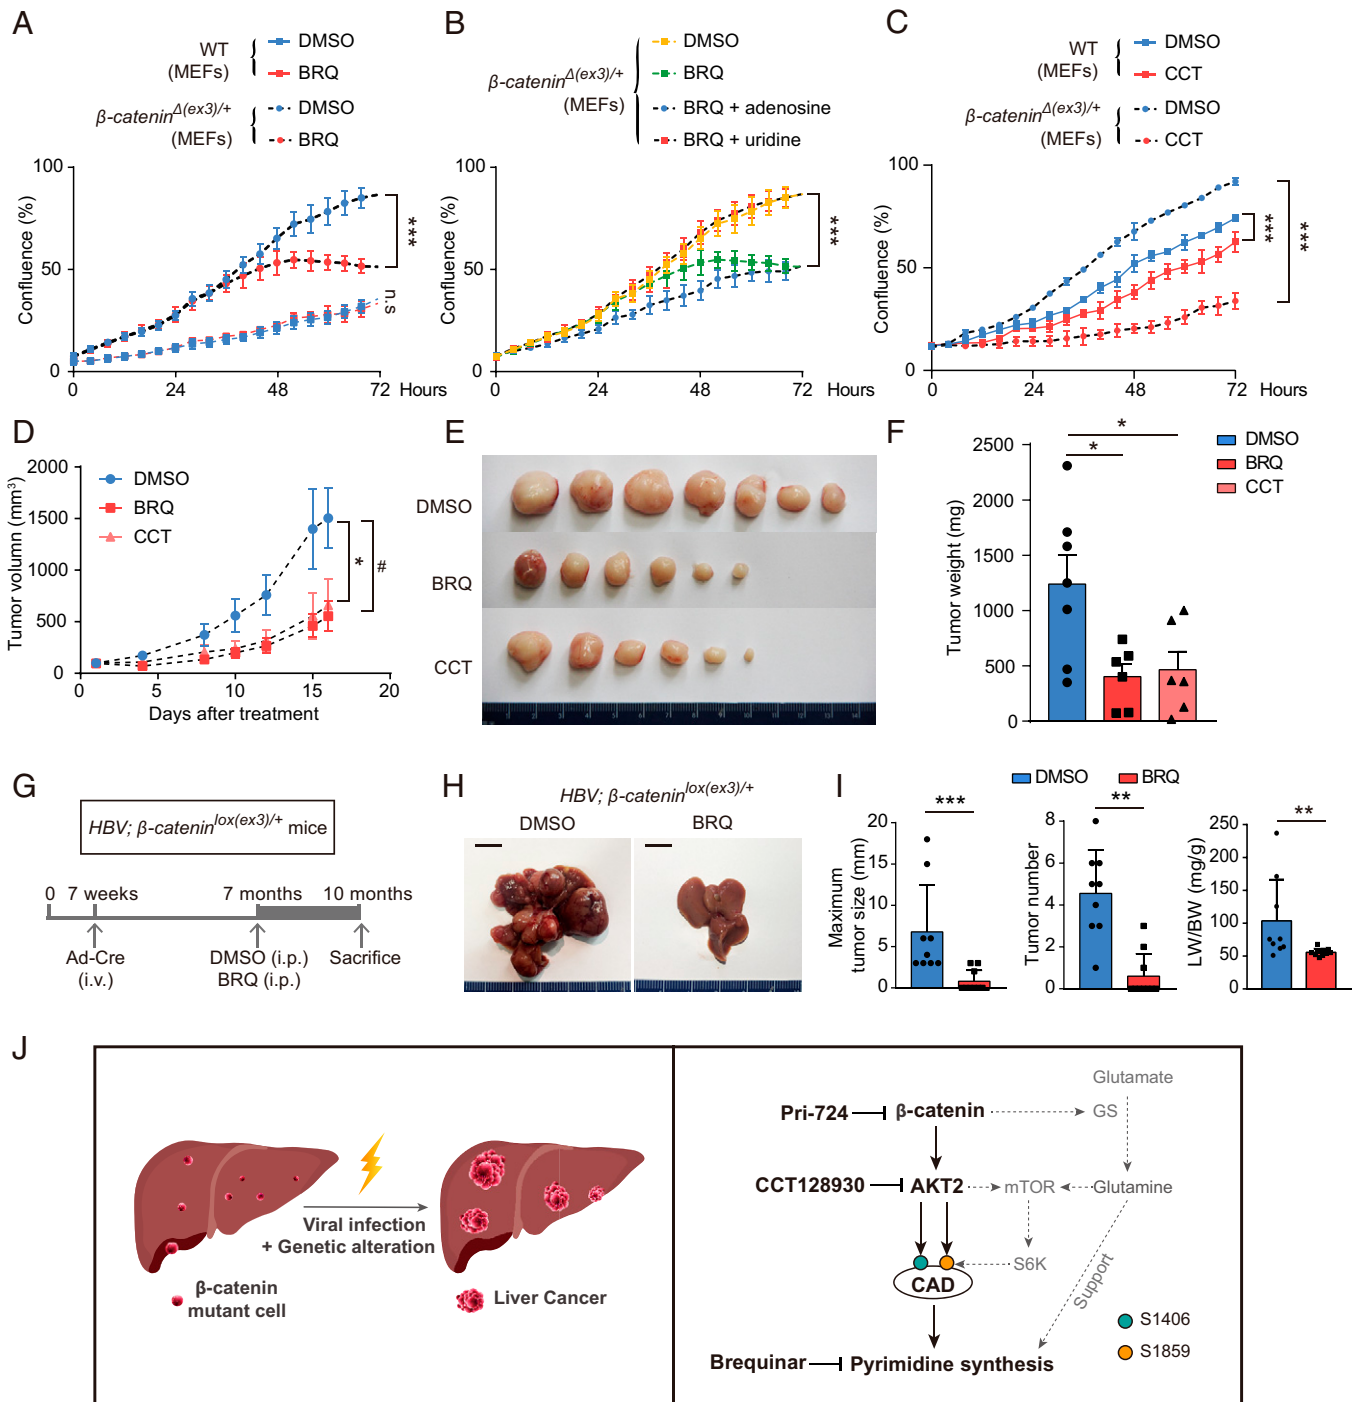 A
WT
(MEFs)
DMSO
BRQ
β-catenin^Δ(ex3)/+
(MEFs)
DMSO
BRQ
Confluence (%)
100
50
0
0 24 48 72 Hours
***
n.s
B
β-catenin^Δ(ex3)/+
(MEFs)
DMSO
BRQ
BRQ + adenosine
BRQ + uridine
Confluence (%)
100
50
0
0 24 48 72 Hours
***
C
WT
(MEFs)
DMSO
CCT
β-catenin^Δ(ex3)/+
(MEFs)
DMSO
CCT
Confluence (%)
100
50
0
0 24 48 72 Hours
***
***
D
Tumor volumn (mm³)
2000
1500
1000
500
0
0 5 10 15 20
Days after treatment
DMSO
BRQ
CCT
*
#
E
DMSO
BRQ
CCT
F
Tumor weight (mg)
2500
2000
1500
1000
500
0
*
*
DMSO
BRQ
CCT
G
HBV; β-catenin^lox(ex3)/+ mice
0 7 weeks 7 months 10 months
Ad-Cre
(i.v.)
DMSO (i.p.)
BRQ (i.p.)
Sacrifice
H
HBV; β-catenin^lox(ex3)/+
DMSO BRQ
I
DMSO BRQ
Maximum
tumor size (mm)
20
15
10
5
0
***
Tumor number
8
6
4
2
0
**
LW/BW (mg/g)
250
200
150
100
50
0
**
J
Viral infection
+ Genetic alteration
β-catenin
mutant cell
Liver Cancer
Glutamate
Pri-724 β-catenin GS
CCT128930 AKT2 mTOR Glutamine
S6K
CAD
Support
S1406
S1859
Brequinar Pyrimidine synthesis